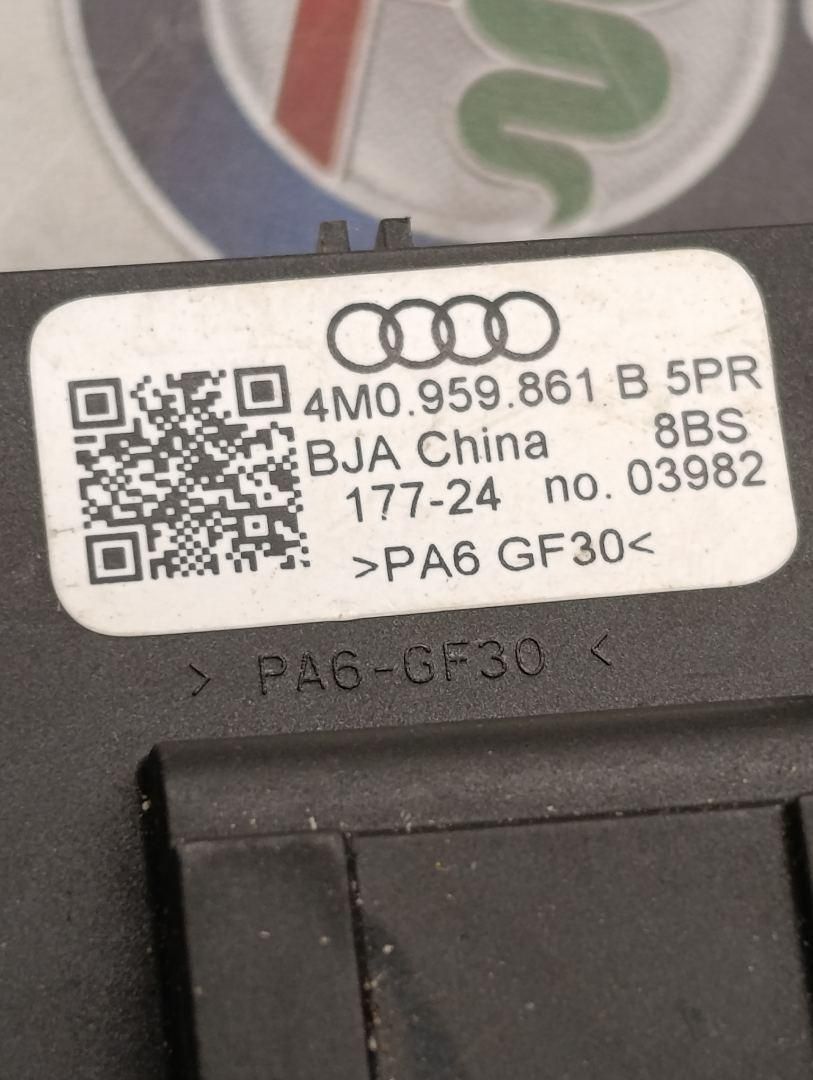 4M0.959.861 B 5PR
BJA China 8BS
177-24 no. 03982
>PA6 GF30<
> PA6-GF30 <